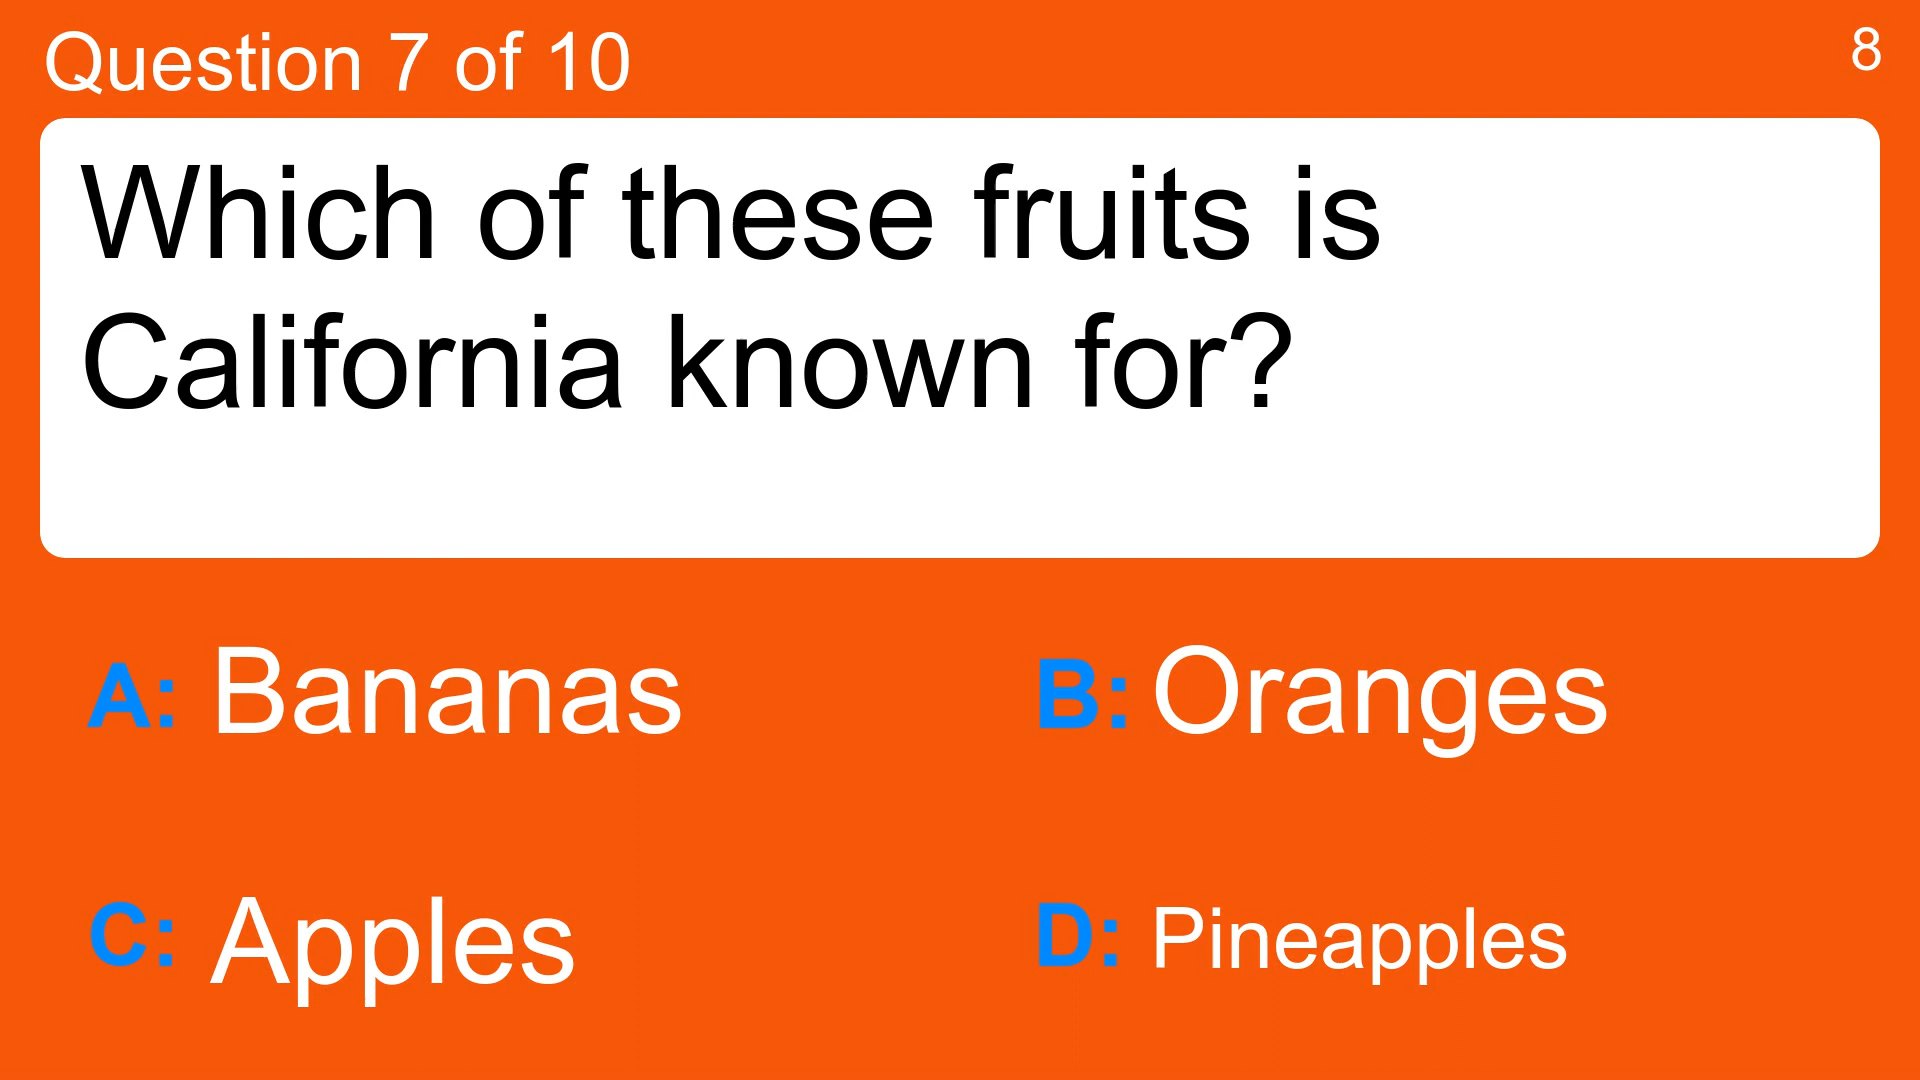 Question 7 of 10
8
Which of these fruits is
California known for?
A: Bananas
B: Oranges
C: Apples
D: Pineapples